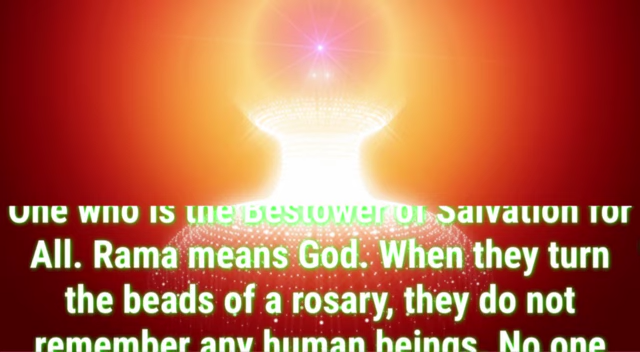 One who is the Bestower of Salvation for
All. Rama means God. When they turn
the beads of a rosary, they do not
remember any human beings. No one